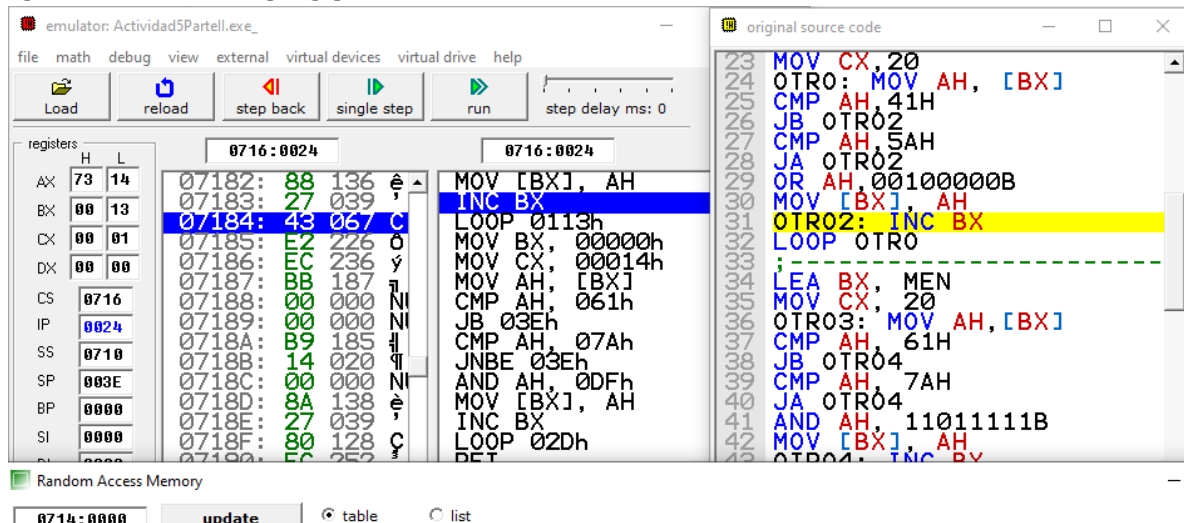 emulator: Actividad5Partell.exe_
file math debug view external virtual devices virtual drive help
Load reload step back single step run step delay ms: 0
registers
H L
AX 73 14
BX 00 13
CX 00 01
DX 00 00
CS 0716
IP 0024
SS 0710
SP 003E
BP 0000
SI 0000
0716:0024
07182: 88 136 ê
07183: 27 039 '
07184: 43 067 C
07185: E2 226 Ô
07186: EC 236 ý
07187: BB 187 ╗
07188: 00 000 NU
07189: 00 000 NU
0718A: B9 185 ╣
0718B: 14 020 ¶
0718C: 00 000 NU
0718D: 8A 138 è
0718E: 27 039 '
0718F: 80 128 Ç
07190: FC 252
0716:0024
MOV [BX], AH
INC BX
LOOP 0113h
MOV BX, 00000h
MOV CX, 00014h
MOV AH, [BX]
CMP AH, 061h
JB 03Eh
CMP AH, 07Ah
JNBE 03Eh
AND AH, 0DFh
MOV [BX], AH
INC BX
LOOP 02Dh
RET
original source code
23 MOV CX,20
24 OTRO: MOV AH, [BX]
25 CMP AH,41H
26 JB OTRO2
27 CMP AH,5AH
28 JA OTRO2
29 OR AH,00100000B
30 MOV [BX], AH
31 OTRO2: INC BX
32 LOOP OTRO
33 ;-------------------------
34 LEA BX, MEN
35 MOV CX, 20
36 OTRO3: MOV AH,[BX]
37 CMP AH, 61H
38 JB OTRO4
39 CMP AH, 7AH
40 JA OTRO4
41 AND AH, 11011111B
42 MOV [BX], AH
43 OTRO4: INC BX
Random Access Memory
0714:0000 update table list